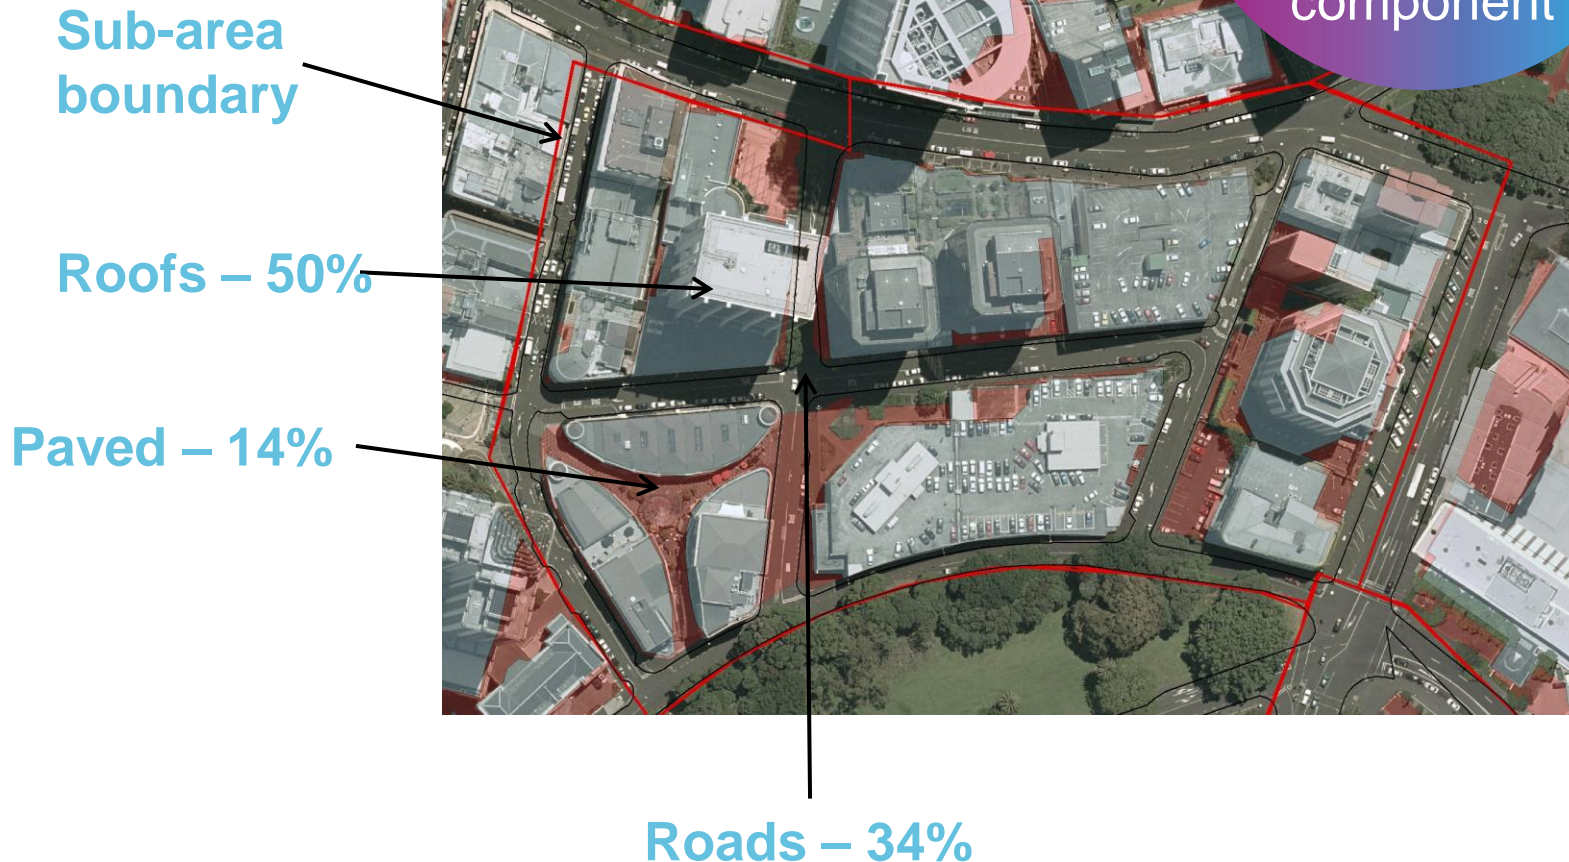 component
Sub-area
boundary
Roofs – 50%
Paved – 14%
Roads – 34%